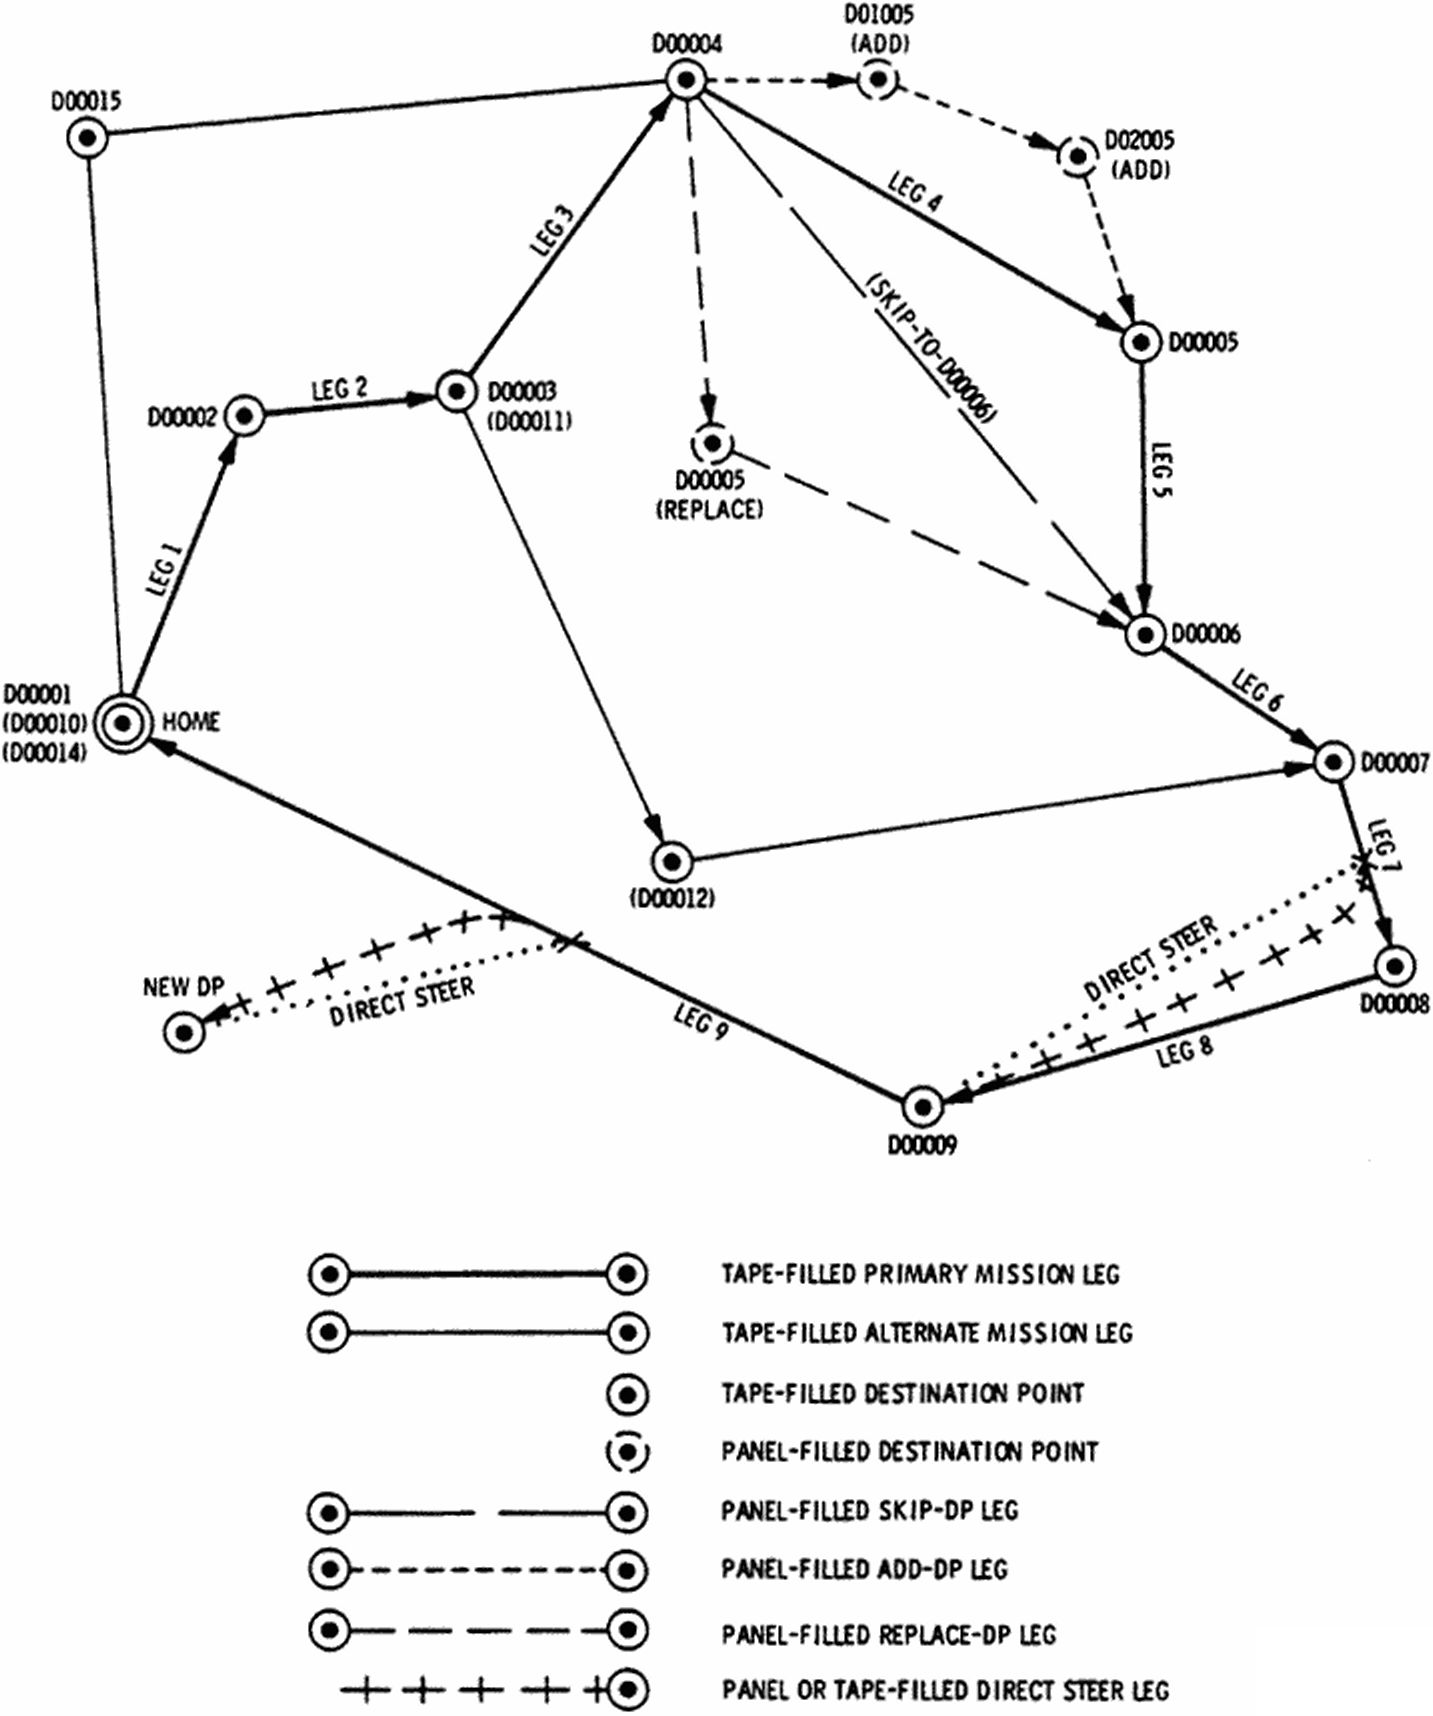 D01005
(ADD)
D00004
D00015
D02005
(ADD)
LEG 4
LEG 3
(SKIP-TO-D00006)
D00005
LEG 2
D00003
(D00011)
D00002
LEG 5
D00005
(REPLACE)
LEG 1
D00006
LEG 6
D00001
(D00010)
(D00014)
HOME
D00007
LEG 7
(D00012)
DIRECT STEER
NEW DP
DIRECT STEER
D00008
LEG 9
LEG 8
D00009
TAPE-FILLED PRIMARY MISSION LEG
TAPE-FILLED ALTERNATE MISSION LEG
TAPE-FILLED DESTINATION POINT
PANEL-FILLED DESTINATION POINT
PANEL-FILLED SKIP-DP LEG
PANEL-FILLED ADD-DP LEG
PANEL-FILLED REPLACE-DP LEG
PANEL OR TAPE-FILLED DIRECT STEER LEG